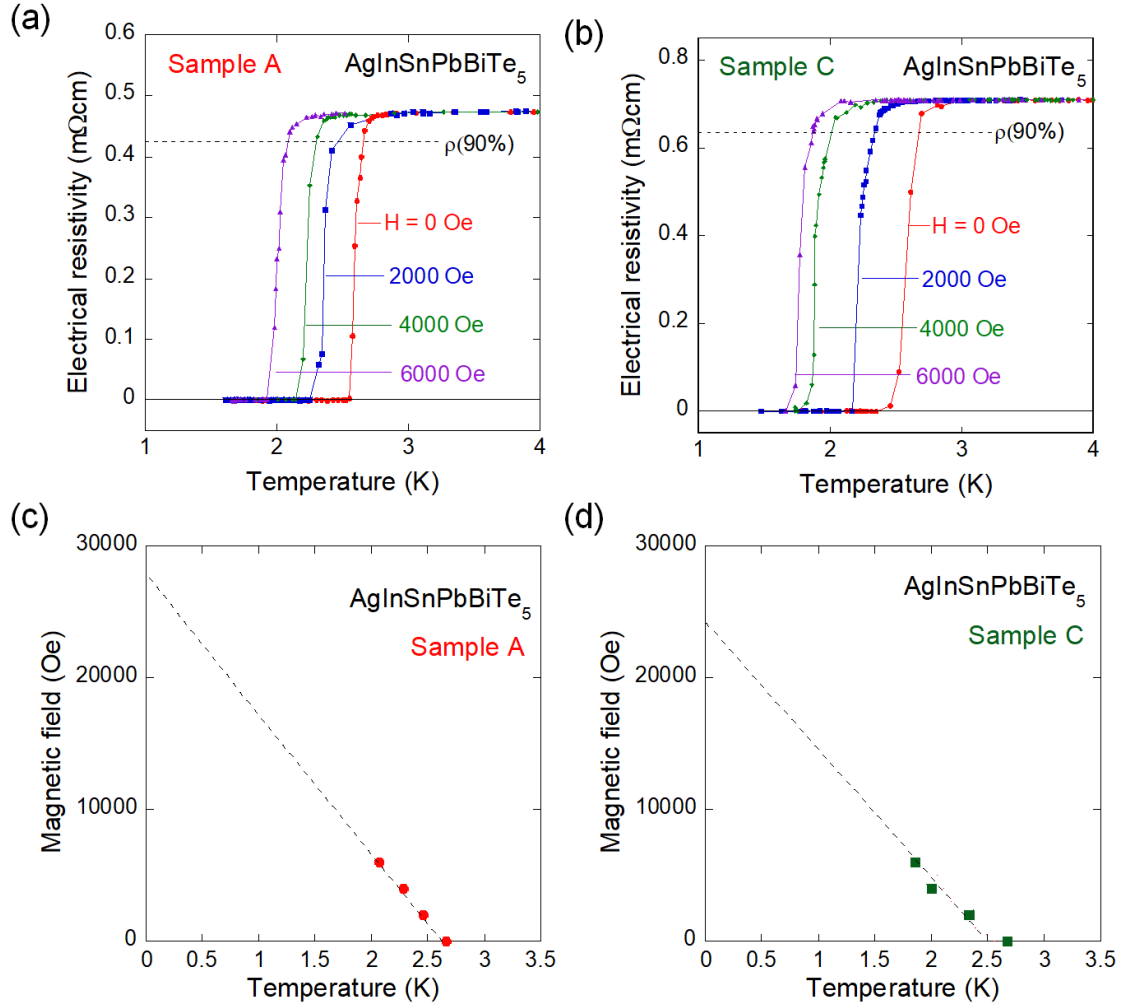 (a)
Sample A
AgInSnPbBiTe5
Electrical resistivity (mΩcm)
0.6
0.5
0.4
0.3
0.2
0.1
0
ρ(90%)
H = 0 Oe
2000 Oe
4000 Oe
6000 Oe
1
2
3
4
Temperature (K)
(b)
Sample C
AgInSnPbBiTe5
Electrical resistivity (mΩcm)
0.8
0.6
0.4
0.2
0
ρ(90%)
H = 0 Oe
2000 Oe
4000 Oe
6000 Oe
1
2
3
4
Temperature (K)
(c)
AgInSnPbBiTe5
Sample A
Magnetic field (Oe)
30000
20000
10000
0
0
0.5
1
1.5
2
2.5
3
3.5
Temperature (K)
(d)
AgInSnPbBiTe5
Sample C
Magnetic field (Oe)
30000
20000
10000
0
0
0.5
1
1.5
2
2.5
3
3.5
Temperature (K)